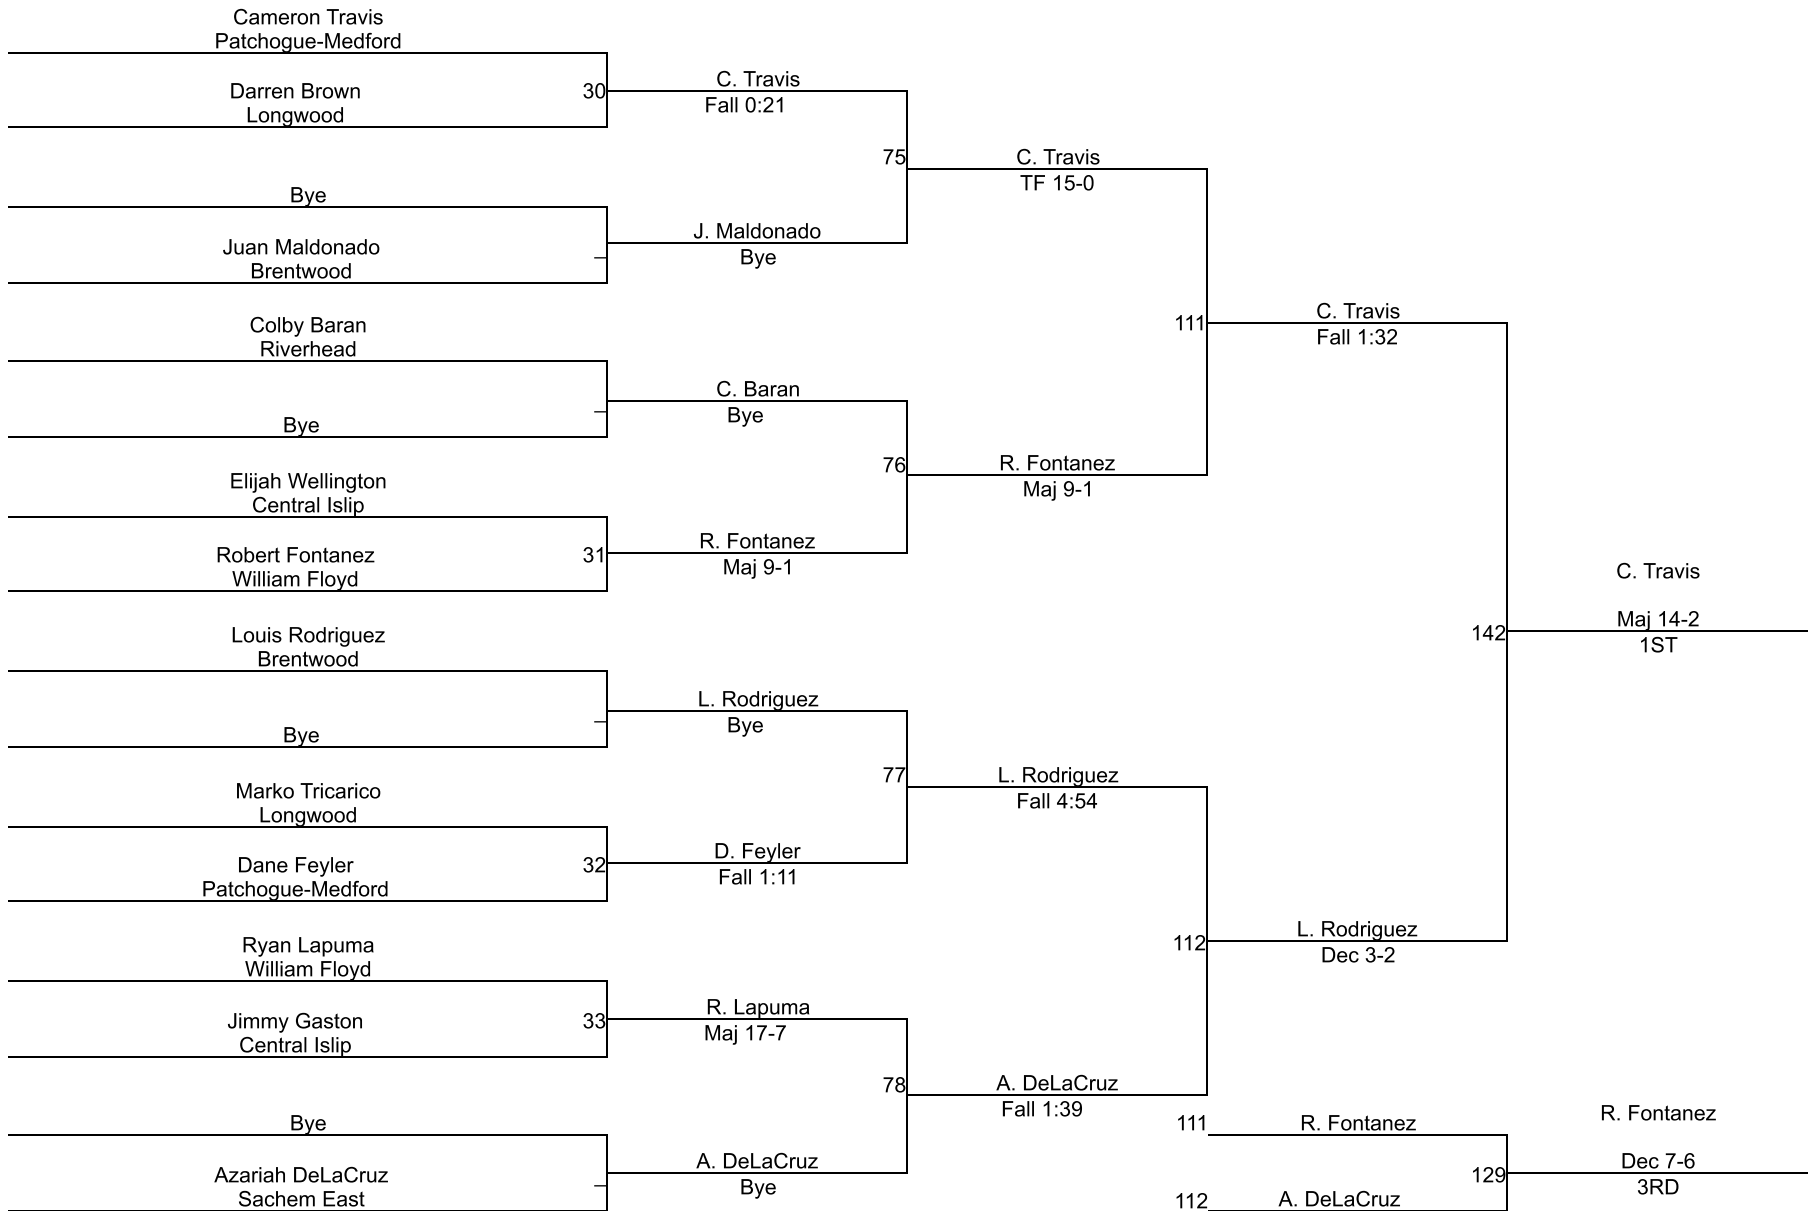 Cameron Travis
Patchogue-Medford
Darren Brown
Longwood
30
C. Travis
Fall 0:21
75
C. Travis
TF 15-0
Bye
Juan Maldonado
Brentwood
J. Maldonado
Bye
Colby Baran
Riverhead
111
C. Travis
Fall 1:32
Bye
C. Baran
Bye
76
R. Fontanez
Maj 9-1
Elijah Wellington
Central Islip
Robert Fontanez
William Floyd
31
R. Fontanez
Maj 9-1
142
C. Travis
Maj 14-2
1ST
Louis Rodriguez
Brentwood
Bye
L. Rodriguez
Bye
77
L. Rodriguez
Fall 4:54
Marko Tricarico
Longwood
Dane Feyler
Patchogue-Medford
32
D. Feyler
Fall 1:11
112
L. Rodriguez
Dec 3-2
Ryan Lapuma
William Floyd
Jimmy Gaston
Central Islip
33
R. Lapuma
Maj 17-7
78
A. DeLaCruz
Fall 1:39
Bye
Azariah DeLaCruz
Sachem East
A. DeLaCruz
Bye
111
R. Fontanez
112
A. DeLaCruz
129
R. Fontanez
Dec 7-6
3RD